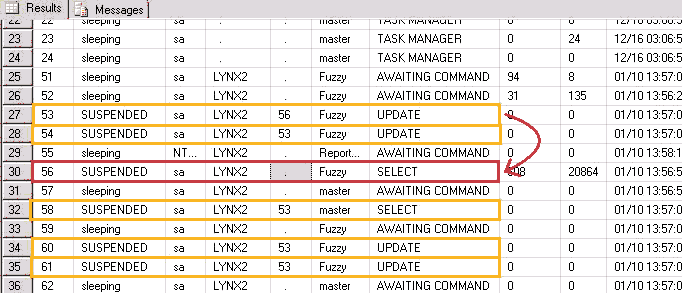 Results Messages
22 22 sleeping sa . . master TASK MANAGER 0 0 12/16 03:06:5
23 23 sleeping sa . . master TASK MANAGER 0 24 12/16 03:06:5
24 24 sleeping sa . . master TASK MANAGER 0 0 12/16 03:06:5
25 51 sleeping sa LYNX2 . Fuzzy AWAITING COMMAND 94 8 01/10 13:57:0
26 52 sleeping sa LYNX2 . Fuzzy AWAITING COMMAND 31 135 01/10 13:56:2
27 53 SUSPENDED sa LYNX2 56 Fuzzy UPDATE 0 0 01/10 13:57:0
28 54 SUSPENDED sa LYNX2 53 Fuzzy UPDATE 0 0 01/10 13:57:0
29 55 sleeping NT... LYNX2 . Report... AWAITING COMMAND 0 0 01/10 13:58:1
30 56 SUSPENDED sa LYNX2 . Fuzzy SELECT 20864 01/10 13:56:5
31 57 sleeping sa LYNX2 . master AWAITING COMMAND 0 0 01/10 13:56:5
32 58 SUSPENDED sa LYNX2 53 master SELECT 0 0 01/10 13:57:0
33 59 sleeping sa LYNX2 . Fuzzy AWAITING COMMAND 0 0 01/10 13:57:0
34 60 SUSPENDED sa LYNX2 53 Fuzzy UPDATE 0 0 01/10 13:57:0
35 61 SUSPENDED sa LYNX2 53 Fuzzy UPDATE 0 0 01/10 13:57:0
36 62 sleeping sa LYNX2 . master AWAITING COMMAND 0 0 01/10 13:56:5